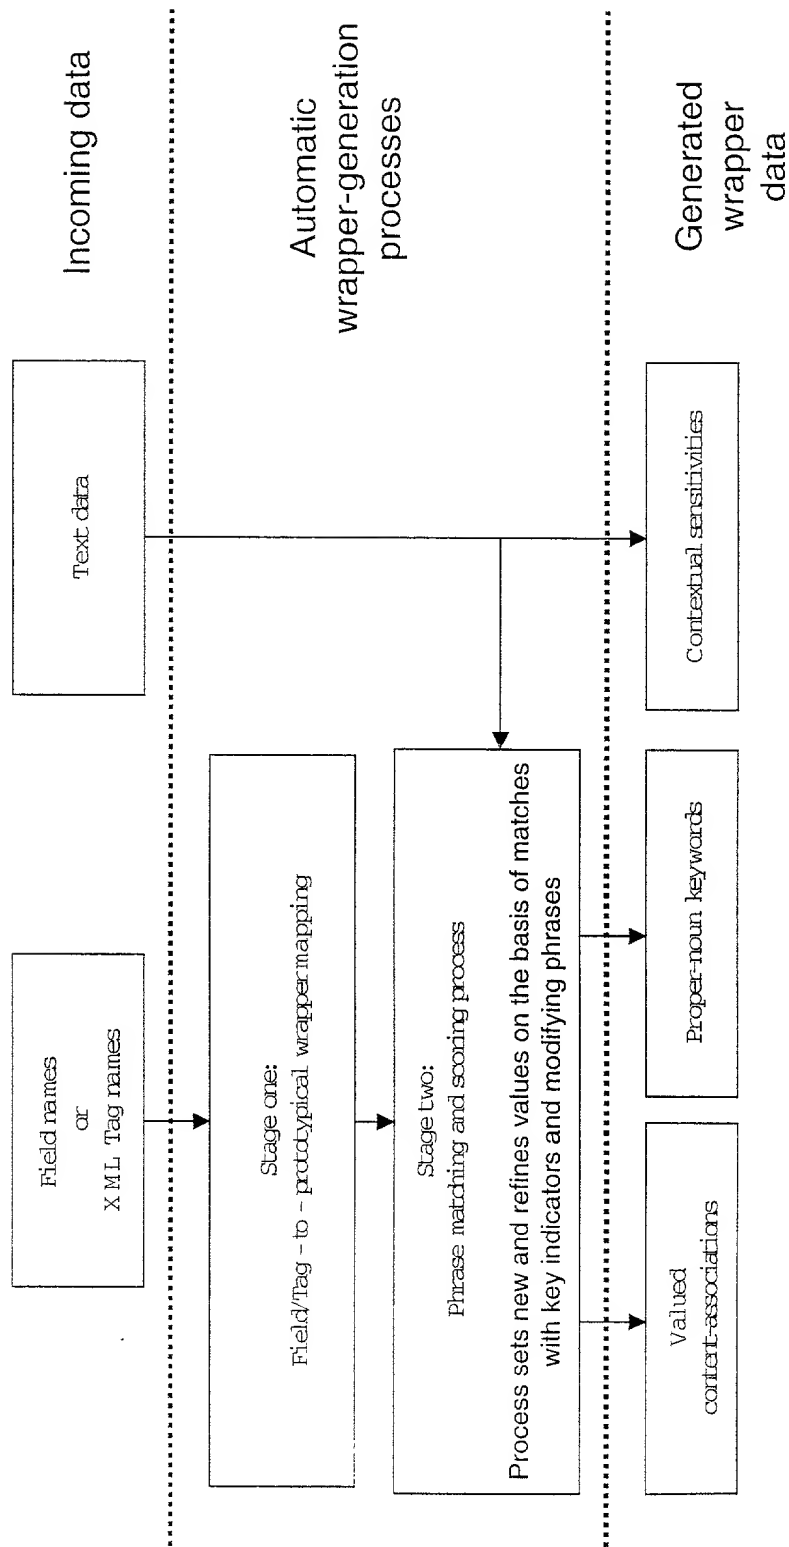 Field names
or
XML Tag names
Text data
Incoming data
Stage one:
Field/Tag - to - prototypical wrapper mapping
Stage two:
Phrase matching and scoring process
Process sets new and refines values on the basis of matches
with key indicators and modifying phrases
Automatic
wrapper-generation
processes
Valued
content-associations
Proper-noun keywords
Contextual sensitivities
Generated
wrapper
data